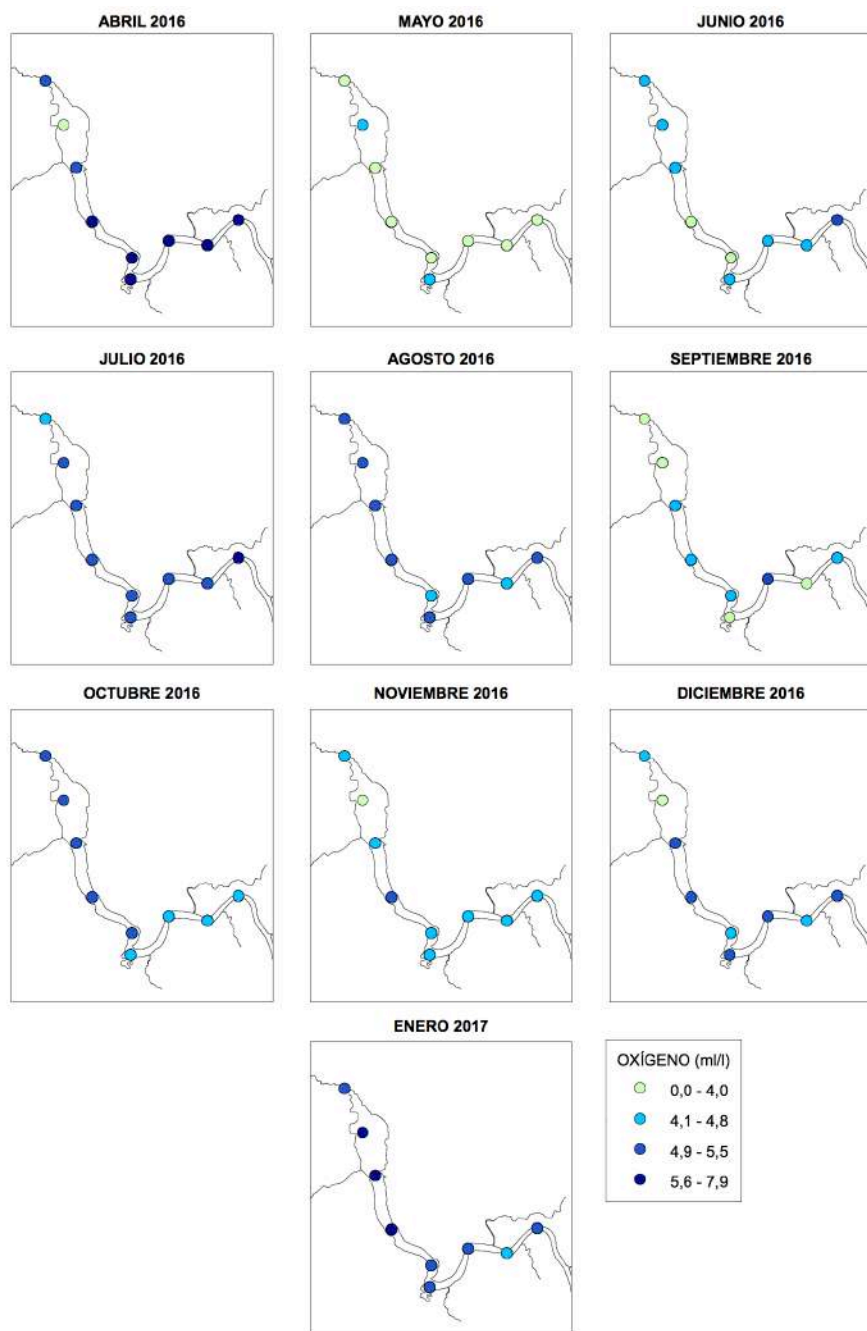 ABRIL 2016
MAYO 2016
JUNIO 2016
JULIO 2016
AGOSTO 2016
SEPTIEMBRE 2016
OCTUBRE 2016
NOVIEMBRE 2016
DICIEMBRE 2016
ENERO 2017
OXÍGENO (ml/l)
0,0 - 4,0
4,1 - 4,8
4,9 - 5,5
5,6 - 7,9